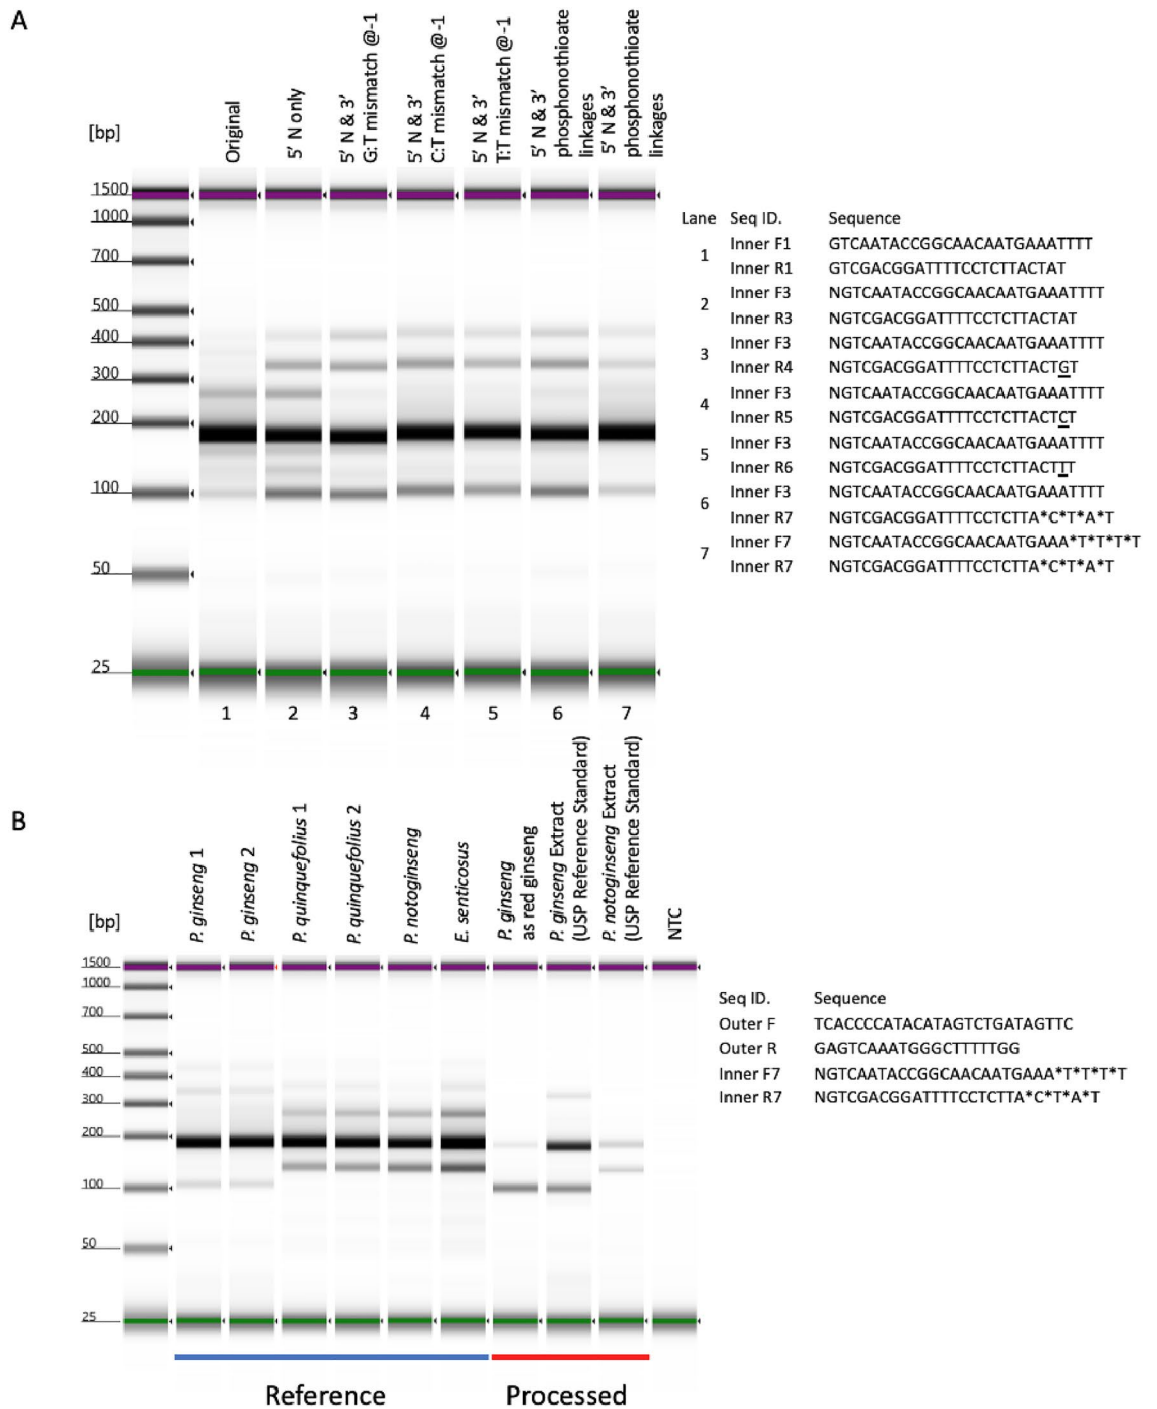 A
[bp]
Original
5’ N only
5’ N & 3’
G:T mismatch @-1
5’ N & 3’
C:T mismatch @-1
5’ N & 3’
T:T mismatch @-1
5’ N & 3’
phosphonothioate
linkages
5’ N & 3’
phosphonothioate
linkages
1500
1000
700
500
400
300
200
100
50
25
1 2 3 4 5 6 7
Lane Seq ID. Sequence
1
Inner F1 GTCAATACCGGCAACAATGAAATTTT
Inner R1 GTCGACGGATTTTCCTCTTACTAT
2
Inner F3 NGTCAATACCGGCAACAATGAAATTTT
Inner R3 NGTCGACGGATTTTCCTCTTACTAT
3
Inner F3 NGTCAATACCGGCAACAATGAAATTTT
Inner R4 NGTCGACGGATTTTCCTCTTACTGT
4
Inner F3 NGTCAATACCGGCAACAATGAAATTTT
Inner R5 NGTCGACGGATTTTCCTCTTACTCT
5
Inner F3 NGTCAATACCGGCAACAATGAAATTTT
Inner R6 NGTCGACGGATTTTCCTCTTACTTT
6
Inner F3 NGTCAATACCGGCAACAATGAAATTTT
Inner R7 NGTCGACGGATTTTCCTCTTA*C*T*A*T
7
Inner F7 NGTCAATACCGGCAACAATGAAA*T*T*T*T
Inner R7 NGTCGACGGATTTTCCTCTTA*C*T*A*T
B
[bp]
P. ginseng 1
P. ginseng 2
P. quinquefolius 1
P. quinquefolius 2
P. notoginseng
E. senticosus
P. ginseng
as red ginseng
P. ginseng Extract
(USP Reference Standard)
P. notoginseng Extract
(USP Reference Standard)
NTC
1500
1000
700
500
400
300
200
100
50
25
Seq ID. Sequence
Outer F TCACCCCATACATAGTCTGATAGTTC
Outer R GAGTCAAATGGGCTTTTTGG
Inner F7 NGTCAATACCGGCAACAATGAAA*T*T*T*T
Inner R7 NGTCGACGGATTTTCCTCTTA*C*T*A*T
Reference Processed